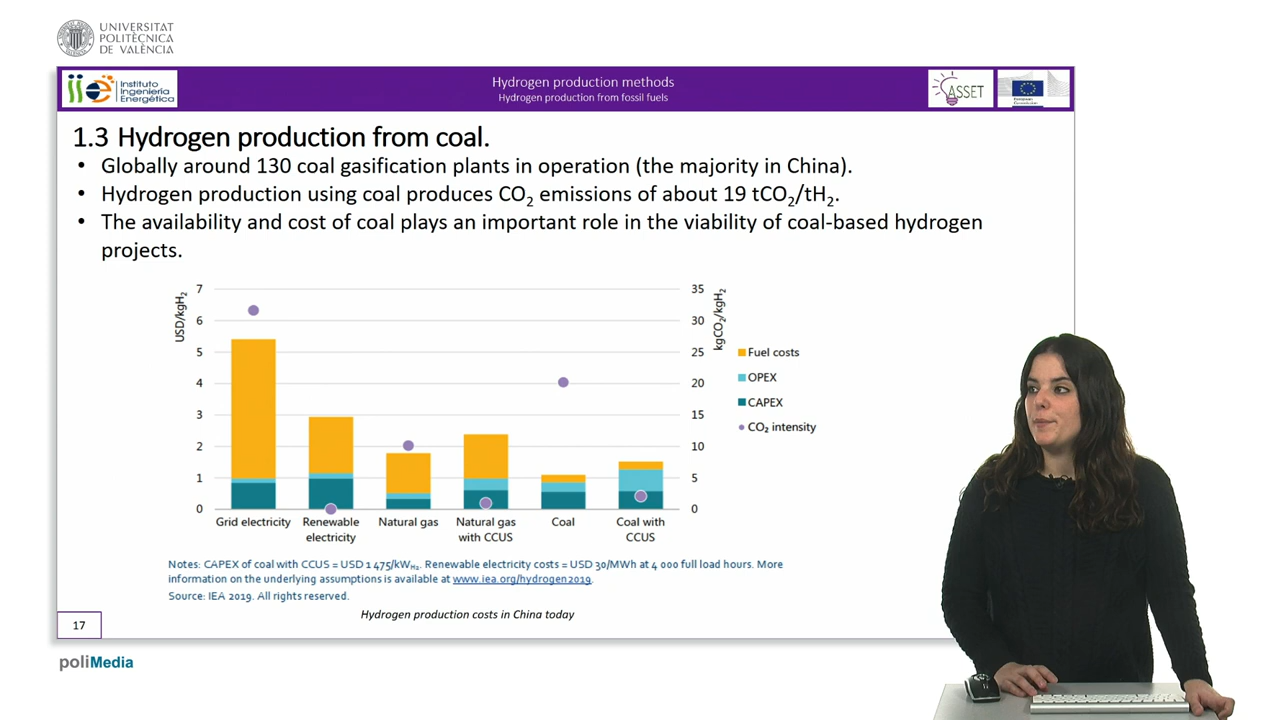 UNIVERSITAT
POLITÈCNICA
DE VALÈNCIA
iie Instituto
Ingeniería
Energética
Hydrogen production methods
Hydrogen production from fossil fuels
ASSET
European
Commission
1.3 Hydrogen production from coal.
• Globally around 130 coal gasification plants in operation (the majority in China).
• Hydrogen production using coal produces CO₂ emissions of about 19 tCO₂/tH₂.
• The availability and cost of coal plays an important role in the viability of coal-based hydrogen
projects.
USD/kgH₂
7
6
5
4
3
2
1
0
35
30
25
20
15
10
5
0
kgCO₂/kgH₂
Fuel costs
OPEX
CAPEX
CO₂ intensity
Grid electricity
Renewable
electricity
Natural gas
Natural gas
with CCUS
Coal
Coal with
CCUS
Notes: CAPEX of coal with CCUS = USD 1 475/kWH₂. Renewable electricity costs = USD 30/MWh at 4 000 full load hours. More
information on the underlying assumptions is available at www.iea.org/hydrogen2019.
Source: IEA 2019. All rights reserved.
Hydrogen production costs in China today
17
poliMedia